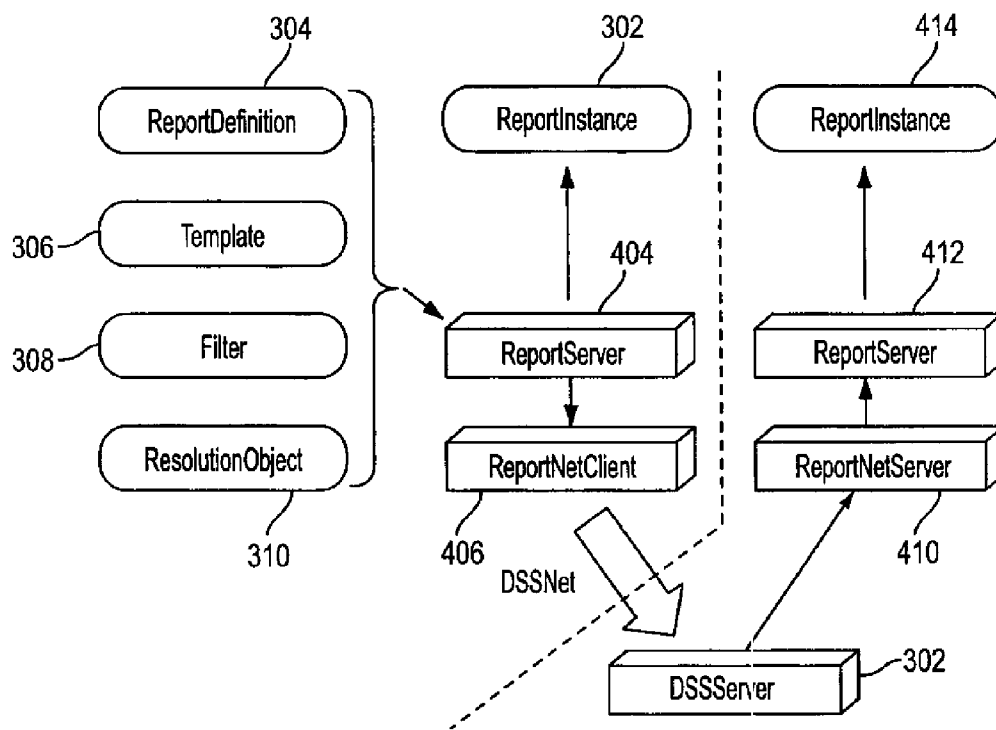 304
302
414
ReportDefinition
ReportInstance
ReportInstance
306
Template
404
412
308
Filter
ReportServer
ReportServer
ResolutionObject
ReportNetClient
ReportNetServer
310
406
410
DSSNet
302
DSSServer